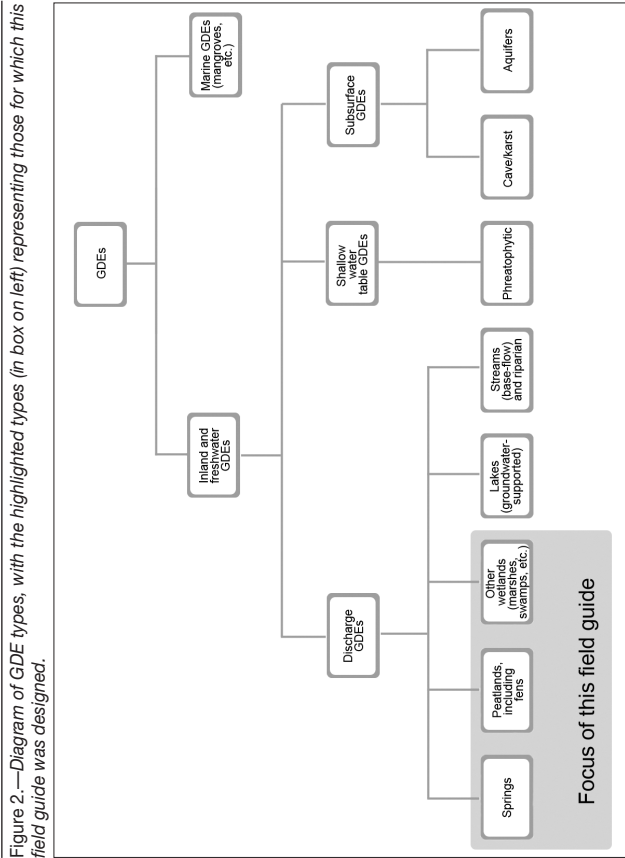 Figure 2.—Diagram of GDE types, with the highlighted types (in box on left) representing those for which this
field guide was designed.
GDEs
Inland and
freshwater
GDEs
Marine GDEs
(mangroves,
etc.)
Discharge
GDEs
Shallow
water
table GDEs
Subsurface
GDEs
Springs
Peatlands,
including
fens
Other
wetlands
(marshes,
swamps, etc.)
Lakes
(groundwater-
supported)
Streams
(base-flow)
and riparian
Phreatophytic
Cave/karst
Aquifers
Focus of this field guide